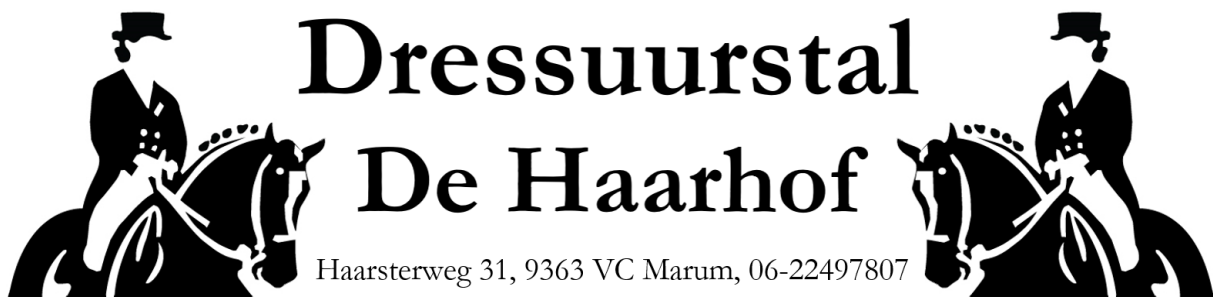 Dressuurstal
De Haarhof
Haarsterweg 31, 9363 VC Marum, 06-22497807